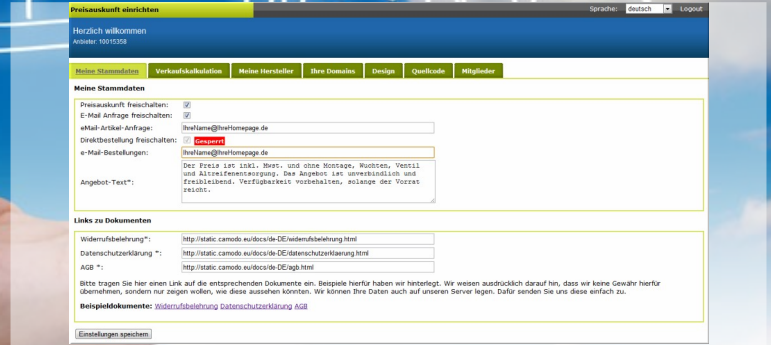 Preisauskunft einrichten
Sprache: deutsch Logout
Herzlich willkommen
Anbieter: 10015358
Meine Stammdaten Verkaufskalkulation Meine Hersteller Ihre Domains Design Quellcode Mitglieder
Meine Stammdaten
Preisauskunft freischalten:
E-Mail Anfrage freischalten:
eMail-Artikel-Anfrage: IhreName@IhreHomepage.de
Direktbestellung freischalten: Gesperrt
e-Mail-Bestellungen: IhreName@IhreHomepage.de
Angebot-Text*: Der Preis ist inkl. Mwst. und ohne Montage, Wuchten, Ventil
und Altreifenentsorgung. Das Angebot ist unverbindlich und
freibleibend. Verfügbarkeit vorbehalten, solange der Vorrat
reicht.
Links zu Dokumenten
Widerrufsbelehrung*: http://static.camodo.eu/docs/de-DE/widerrufsbelehrung.html
Datenschutzerklärung *: http://static.camodo.eu/docs/de-DE/datenschutzerklaerung.html
AGB *: http://static.camodo.eu/docs/de-DE/agb.html
Bitte tragen Sie hier einen Link auf die entsprechenden Dokumente ein. Beispiele hierfür haben wir hinterlegt. Wir weisen ausdrücklich darauf hin, dass wir keine Gewähr hierfür
übernehmen, sondern nur zeigen wollen, wie diese aussehen könnten. Wir können Ihre Daten auch auf unseren Server legen. Dafür senden Sie uns diese einfach zu.
Beispieldokumente: Widerrufsbelehrung Datenschutzerklärung AGB
Einstellungen speichern